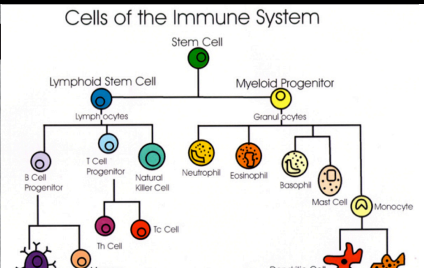 Cells of the Immune System
Stem Cell
Lymphoid Stem Cell
Myeloid Progenitor
Lymphocytes
Granulocytes
B Cell
Progenitor
T Cell
Progenitor
Natural
Killer Cell
Neutrophil
Eosinophil
Basophil
Mast Cell
Monocyte
Th Cell
Tc Cell